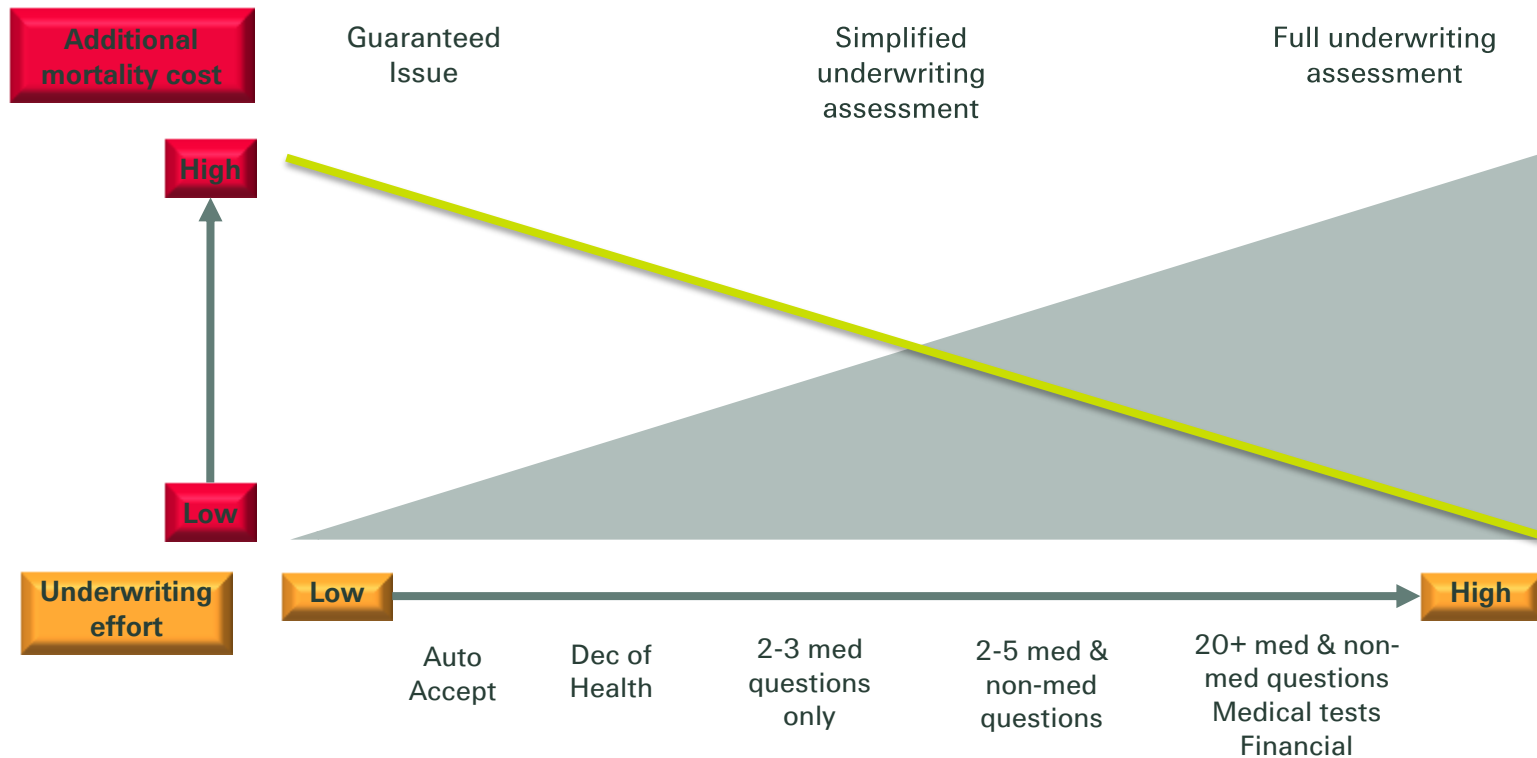 Additional
mortality cost
Guaranteed
Issue
Simplified
underwriting
assessment
Full underwriting
assessment
High
Low
Underwriting
effort
Low
High
Auto
Accept
Dec of
Health
2-3 med
questions
only
2-5 med &
non-med
questions
20+ med & non-
med questions
Medical tests
Financial